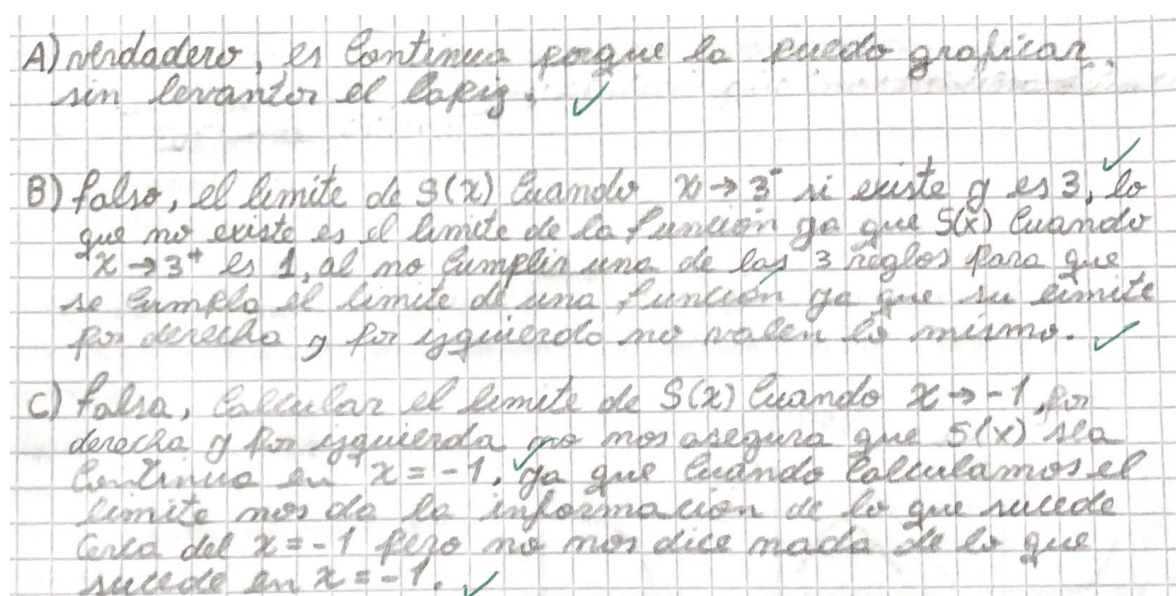 A) verdadero, es continua porque la puedo graficar
sin levantar el lapiz.
B) falso, el limite de S(x) cuando x → 3⁻ si existe y es 3, lo
que no existe es el limite de la función ya que S(x) cuando
x → 3⁺ es 1, al no cumplir una de las 3 reglas para que
se cumpla el limite de una función ya que su limite
por derecha y por izquierda no valen lo mismo.
C) falsa, calcular el limite de S(x) cuando x → -1, por
derecha y por izquierda no nos asegura que S(x) sea
continua en x = -1, ya que cuando calculamos el
limite nos da la información de lo que sucede
cerca del x = -1 pero no nos dice nada de lo que
sucede en x = -1.